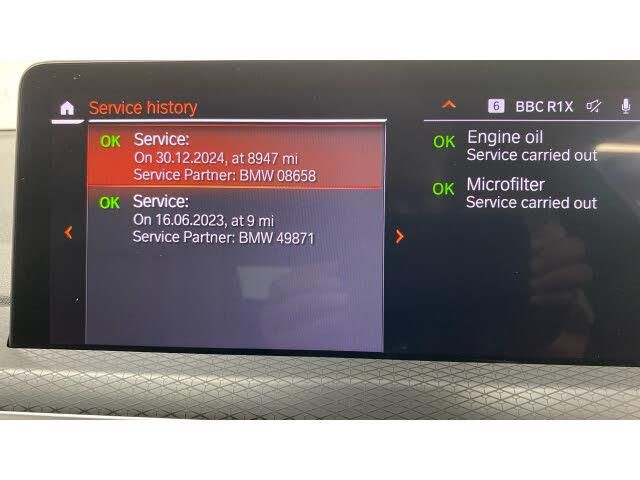 Service history
6 BBC R1X
OK Service:
On 30.12.2024, at 8947 mi
Service Partner: BMW 08658
OK Service:
On 16.06.2023, at 9 mi
Service Partner: BMW 49871
OK Engine oil
Service carried out
OK Microfilter
Service carried out